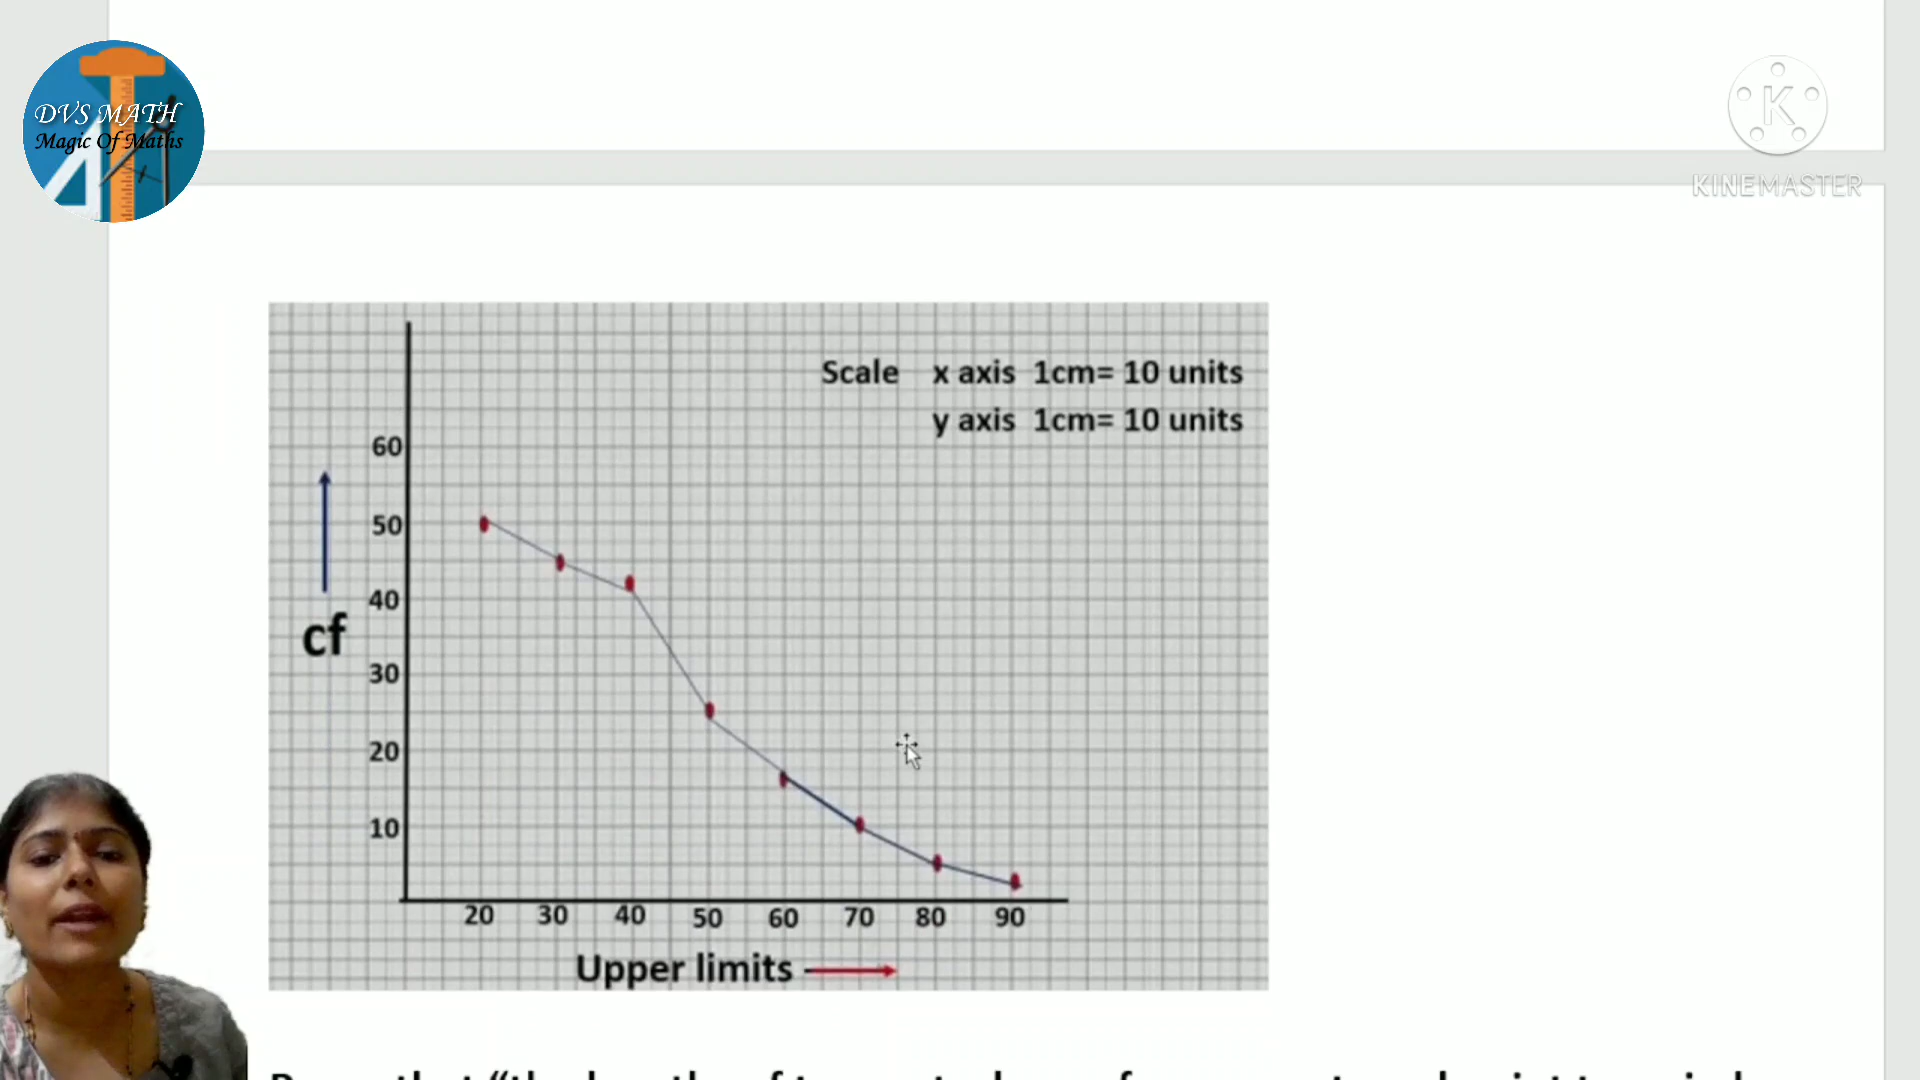 DVS MATH
Magic Of Maths
KINEMASTER
Scale x axis 1cm= 10 units
y axis 1cm= 10 units
60
50
40
cf
30
20
10
20 30 40 50 60 70 80 90
Upper limits